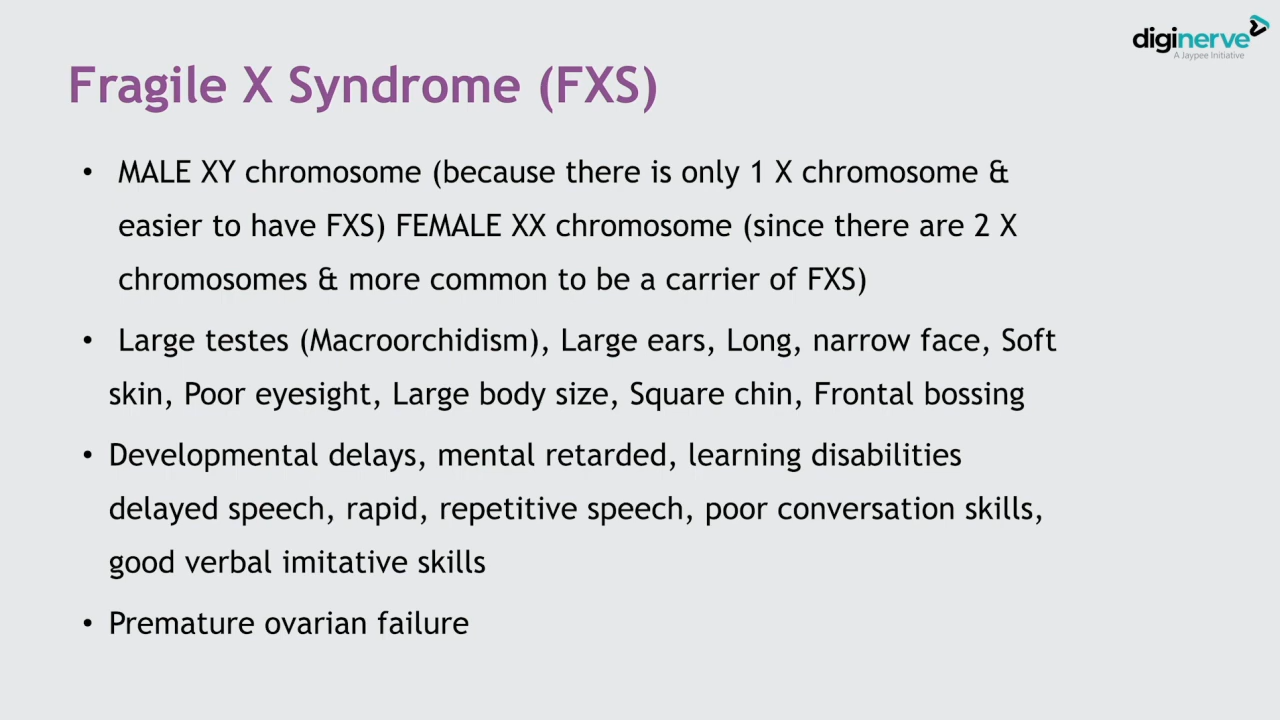 diginerve
A Jaypee Initiative
Fragile X Syndrome (FXS)
• MALE XY chromosome (because there is only 1 X chromosome &
easier to have FXS) FEMALE XX chromosome (since there are 2 X
chromosomes & more common to be a carrier of FXS)
• Large testes (Macroorchidism), Large ears, Long, narrow face, Soft
skin, Poor eyesight, Large body size, Square chin, Frontal bossing
• Developmental delays, mental retarded, learning disabilities
delayed speech, rapid, repetitive speech, poor conversation skills,
good verbal imitative skills
• Premature ovarian failure